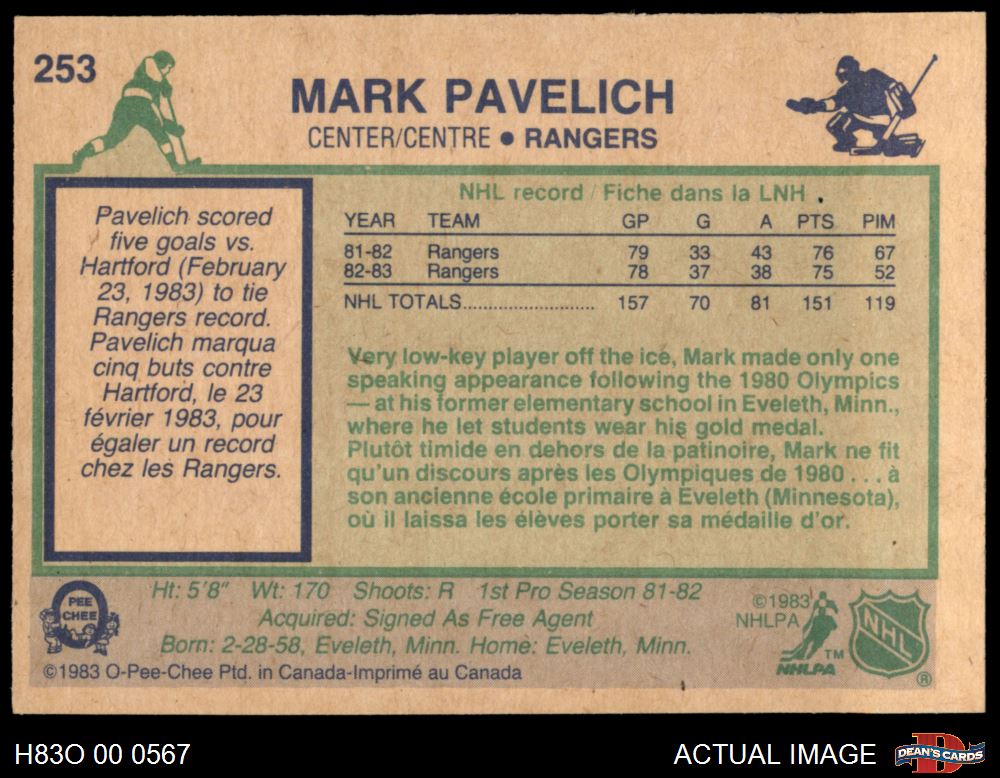 253
MARK PAVELICH
CENTER/CENTRE • RANGERS
Pavelich scored
five goals vs.
Hartford (February
23, 1983) to tie
Rangers record.
Pavelich marqua
cinq buts contre
Hartford, le 23
février 1983, pour
égaler un record
chez les Rangers.
NHL record / Fiche dans la LNH
YEAR TEAM GP G A PTS PIM
81-82 Rangers 79 33 43 76 67
82-83 Rangers 78 37 38 75 52
NHL TOTALS.......................... 157 70 81 151 119
Very low-key player off the ice, Mark made only one
speaking appearance following the 1980 Olympics
— at his former elementary school in Eveleth, Minn.,
where he let students wear his gold medal.
Plutôt timide en dehors de la patinoire, Mark ne fit
qu'un discours après les Olympiques de 1980 . . . à
son ancienne école primaire à Eveleth (Minnesota),
où il laissa les élèves porter sa médaille d'or.
O
PEE
CHEE
Ht: 5'8" Wt: 170 Shoots: R 1st Pro Season 81-82
Acquired: Signed As Free Agent
Born: 2-28-58, Eveleth, Minn. Home: Eveleth, Minn.
©1983 O-Pee-Chee Ptd. in Canada-Imprimé au Canada
©1983
NHLPA
TM
NHLPA
NHL
®
H83O 00 0567
ACTUAL IMAGE
D
DEAN'S CARDS